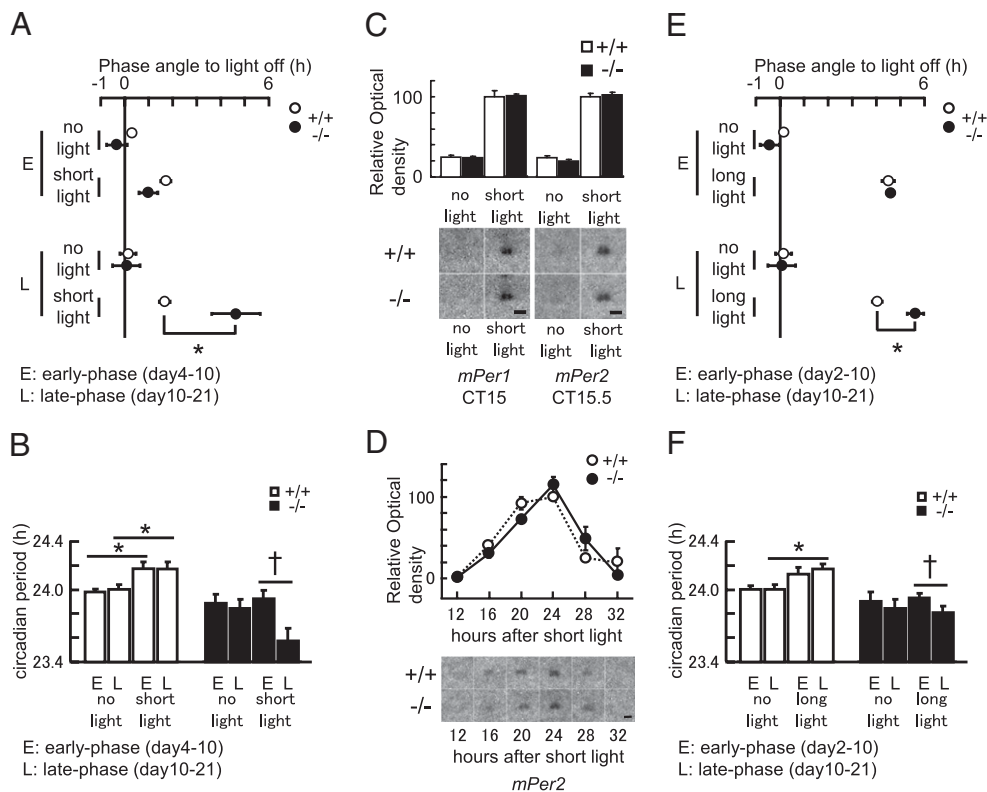 A
Phase angle to light off (h)
-1 0 6
+/+
-/-
E
no
light
short
light
L
no
light
short
light
*
E: early-phase (day4-10)
L: late-phase (day10-21)
B
+/+
-/-
circadian period (h)
24.4
24.0
23.4
*
*
†
E L E L E L E L
no light short light no light short light
E: early-phase (day4-10)
L: late-phase (day10-21)
C
+/+
-/-
Relative Optical density
100
0
no light short light no light short light
+/+
-/-
no light short light no light short light
mPer1 mPer2
CT15 CT15.5
D
+/+
-/-
Relative Optical density
100
0
12 16 20 24 28 32
hours after short light
+/+
-/-
12 16 20 24 28 32
hours after short light
mPer2
E
Phase angle to light off (h)
-1 0 6
+/+
-/-
E
no
light
long
light
L
no
light
long
light
*
E: early-phase (day2-10)
L: late-phase (day10-21)
F
+/+
-/-
circadian period (h)
24.4
24.0
23.4
*
†
E L E L E L E L
no light long light no light long light
E: early-phase (day2-10)
L: late-phase (day10-21)